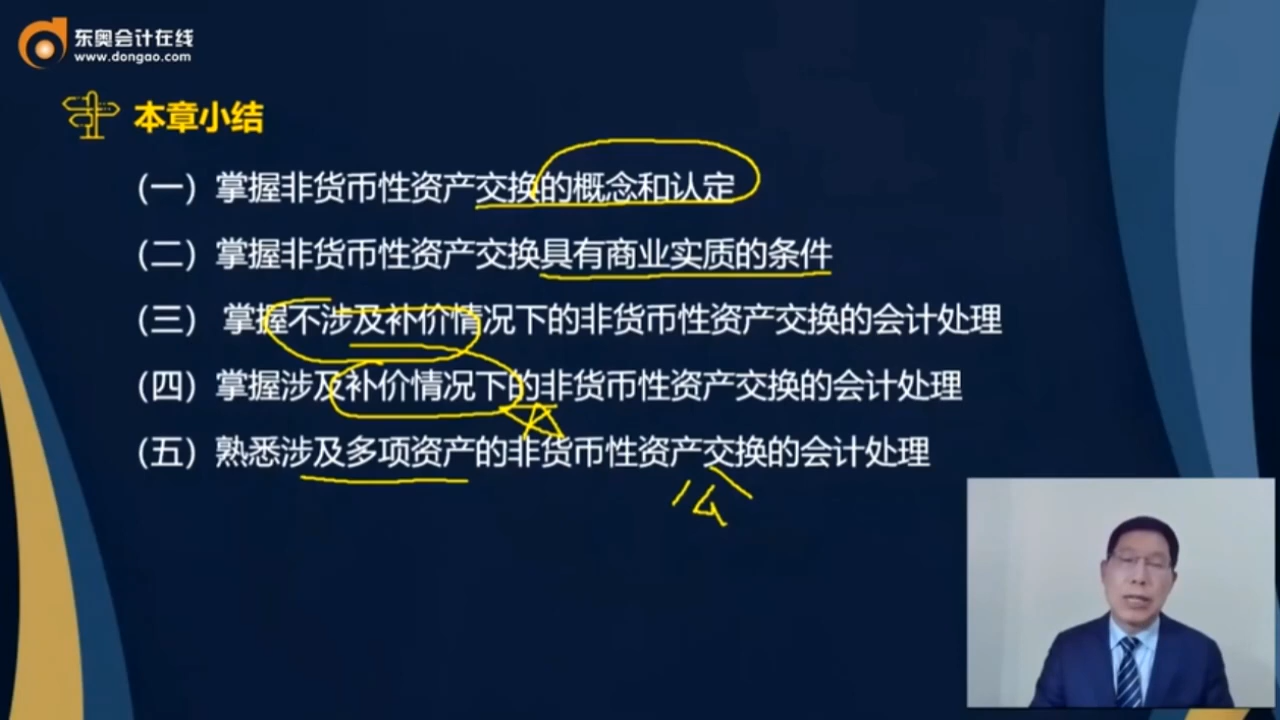 东奥会计在线
www.dongao.com
本章小结
（一）掌握非货币性资产交换的概念和认定
（二）掌握非货币性资产交换具有商业实质的条件
（三） 掌握不涉及补价情况下的非货币性资产交换的会计处理
（四）掌握涉及补价情况下的非货币性资产交换的会计处理
（五）熟悉涉及多项资产的非货币性资产交换的会计处理
公